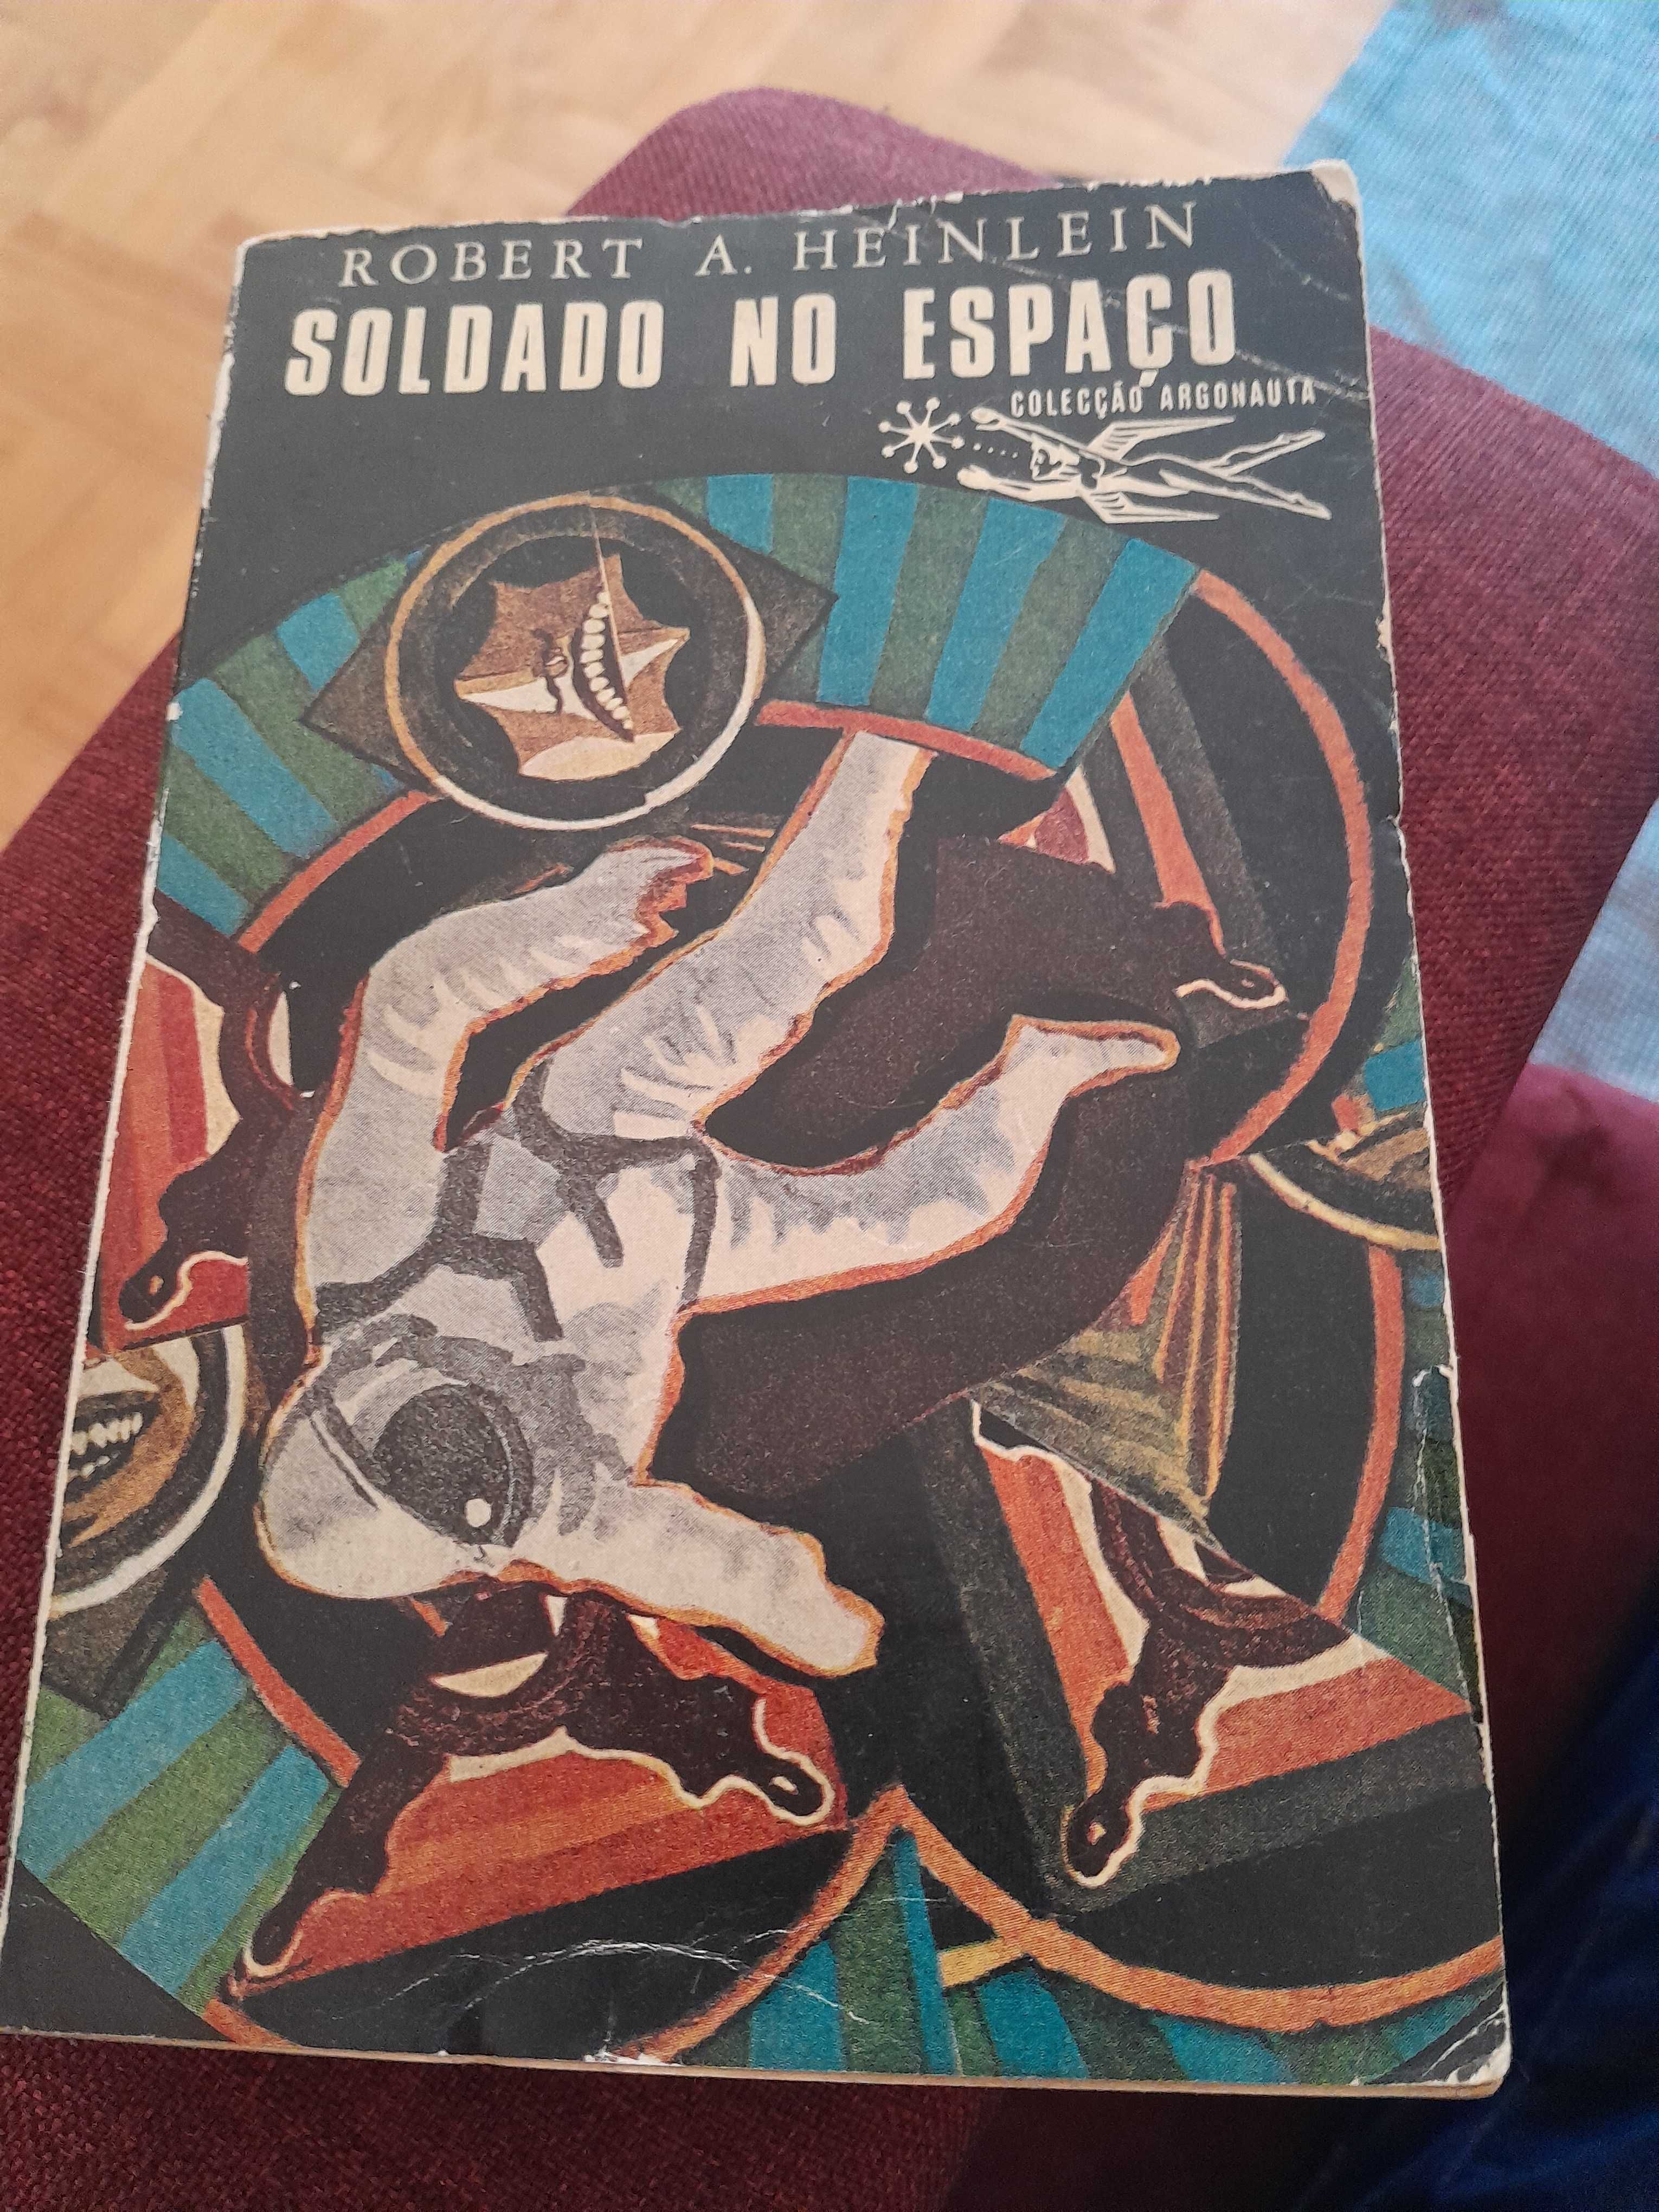 ROBERT A. HEINLEIN
SOLDADO NO ESPAÇO
COLECÇÃO ARGONAUTA